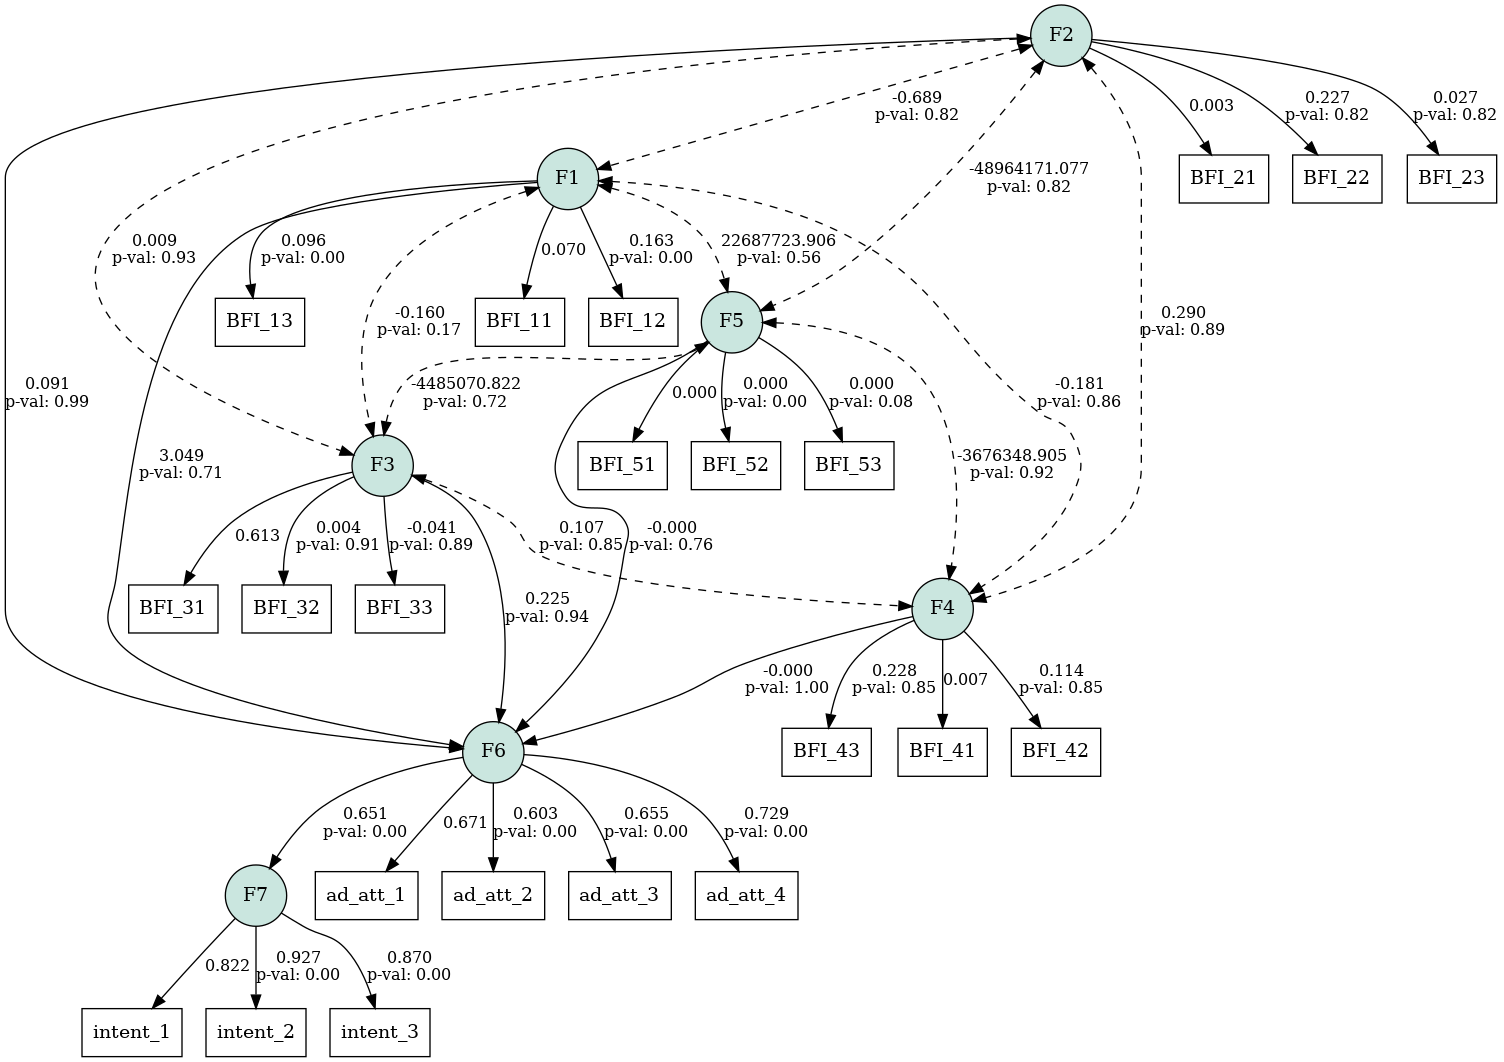 F2
-0.689
p-val: 0.82
0.003
0.227
p-val: 0.82
0.027
p-val: 0.82
F1
-48964171.077
p-val: 0.82
BFI_21
BFI_22
BFI_23
0.009
p-val: 0.93
0.096
p-val: 0.00
0.070
0.163
p-val: 0.00
22687723.906
p-val: 0.56
BFI_13
BFI_11
BFI_12
-0.160
p-val: 0.17
F5
0.290
p-val: 0.89
0.091
p-val: 0.99
-4485070.822
p-val: 0.72
0.000
0.000
p-val: 0.00
0.000
p-val: 0.08
-0.181
p-val: 0.86
3.049
p-val: 0.71
F3
BFI_51
BFI_52
BFI_53
-3676348.905
p-val: 0.92
0.613
0.004
p-val: 0.91
-0.041
p-val: 0.89
0.107
p-val: 0.85
-0.000
p-val: 0.76
BFI_31
BFI_32
BFI_33
0.225
p-val: 0.94
F4
-0.000
p-val: 1.00
0.228
p-val: 0.85
0.007
0.114
p-val: 0.85
F6
BFI_43
BFI_41
BFI_42
0.651
p-val: 0.00
0.671
0.603
p-val: 0.00
0.655
p-val: 0.00
0.729
p-val: 0.00
F7
ad_att_1
ad_att_2
ad_att_3
ad_att_4
0.822
0.927
p-val: 0.00
0.870
p-val: 0.00
intent_1
intent_2
intent_3